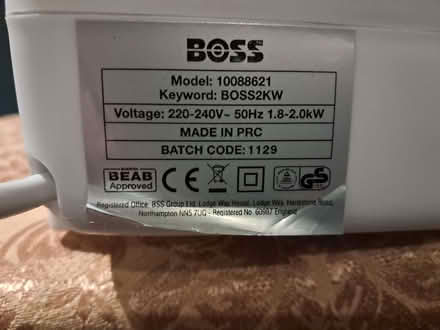 BOSS™
Model: 10088621
Keyword: BOSS2KW
Voltage: 220-240V~ 50Hz 1.8-2.0kW
MADE IN PRC
BATCH CODE: 1129
BEAB
Approved
CE
GS
Registered Office: BSS Group Ltd, Lodge Way House, Lodge Way, Harlestone Road,
Northampton NN5 7UQ - Registered No. 60987 England